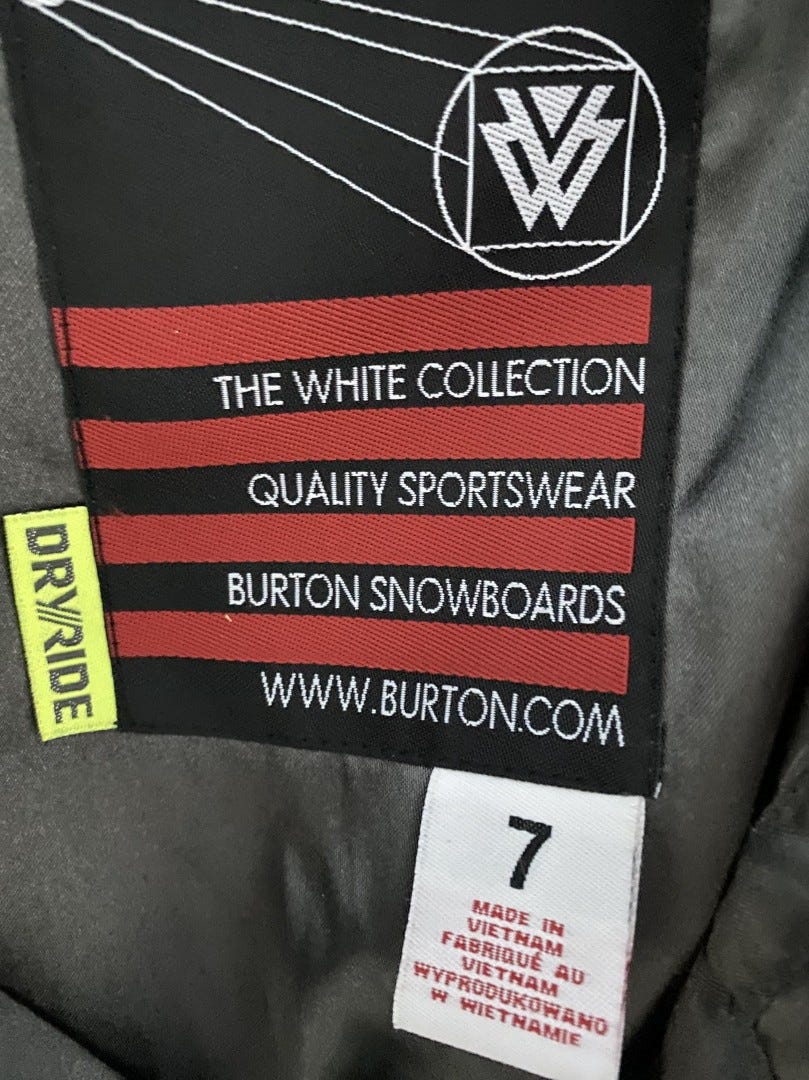 THE WHITE COLLECTION
QUALITY SPORTSWEAR
BURTON SNOWBOARDS
WWW.BURTON.COM
DRY//RIDE
7
MADE IN
VIETNAM
FABRIQUÉ AU
VIETNAM
WYPRODUKOWANO
W WIETNAMIE